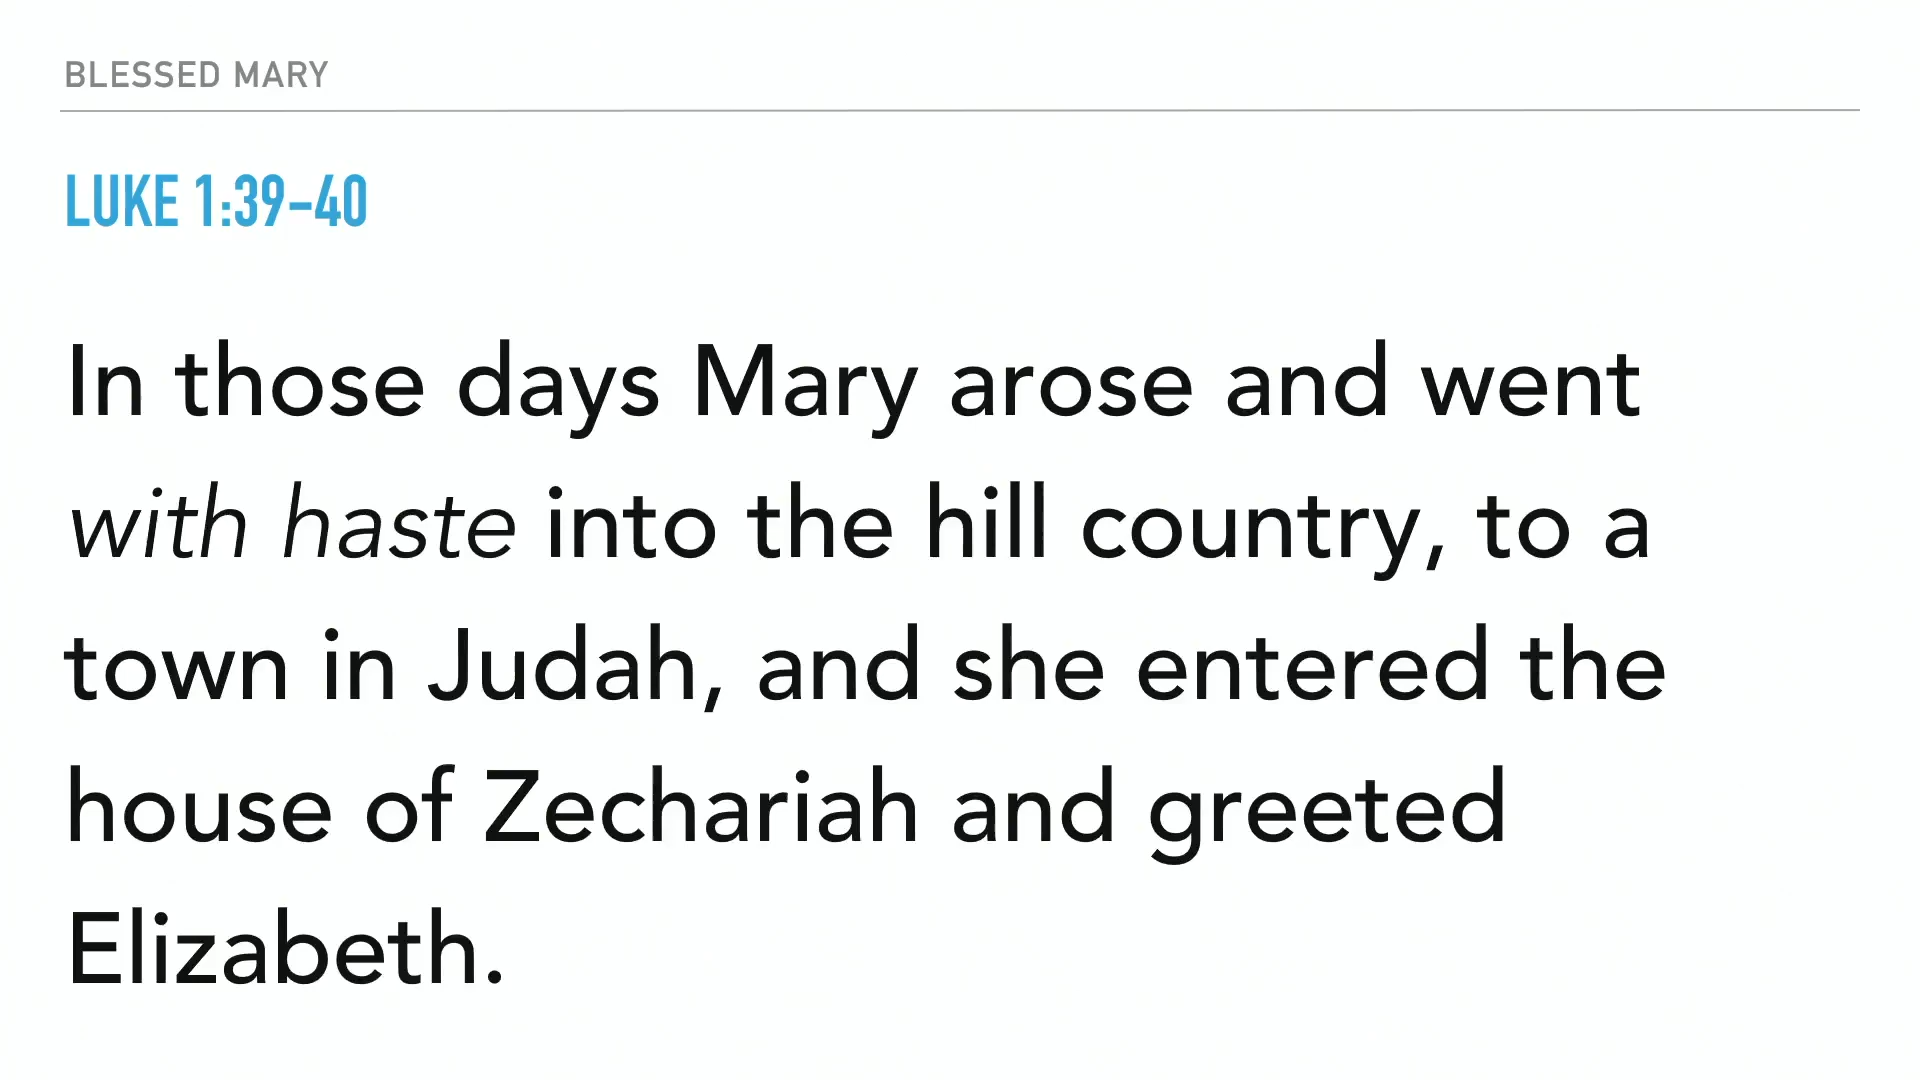 BLESSED MARY
LUKE 1:39–40
In those days Mary arose and went
with haste into the hill country, to a
town in Judah, and she entered the
house of Zechariah and greeted
Elizabeth.